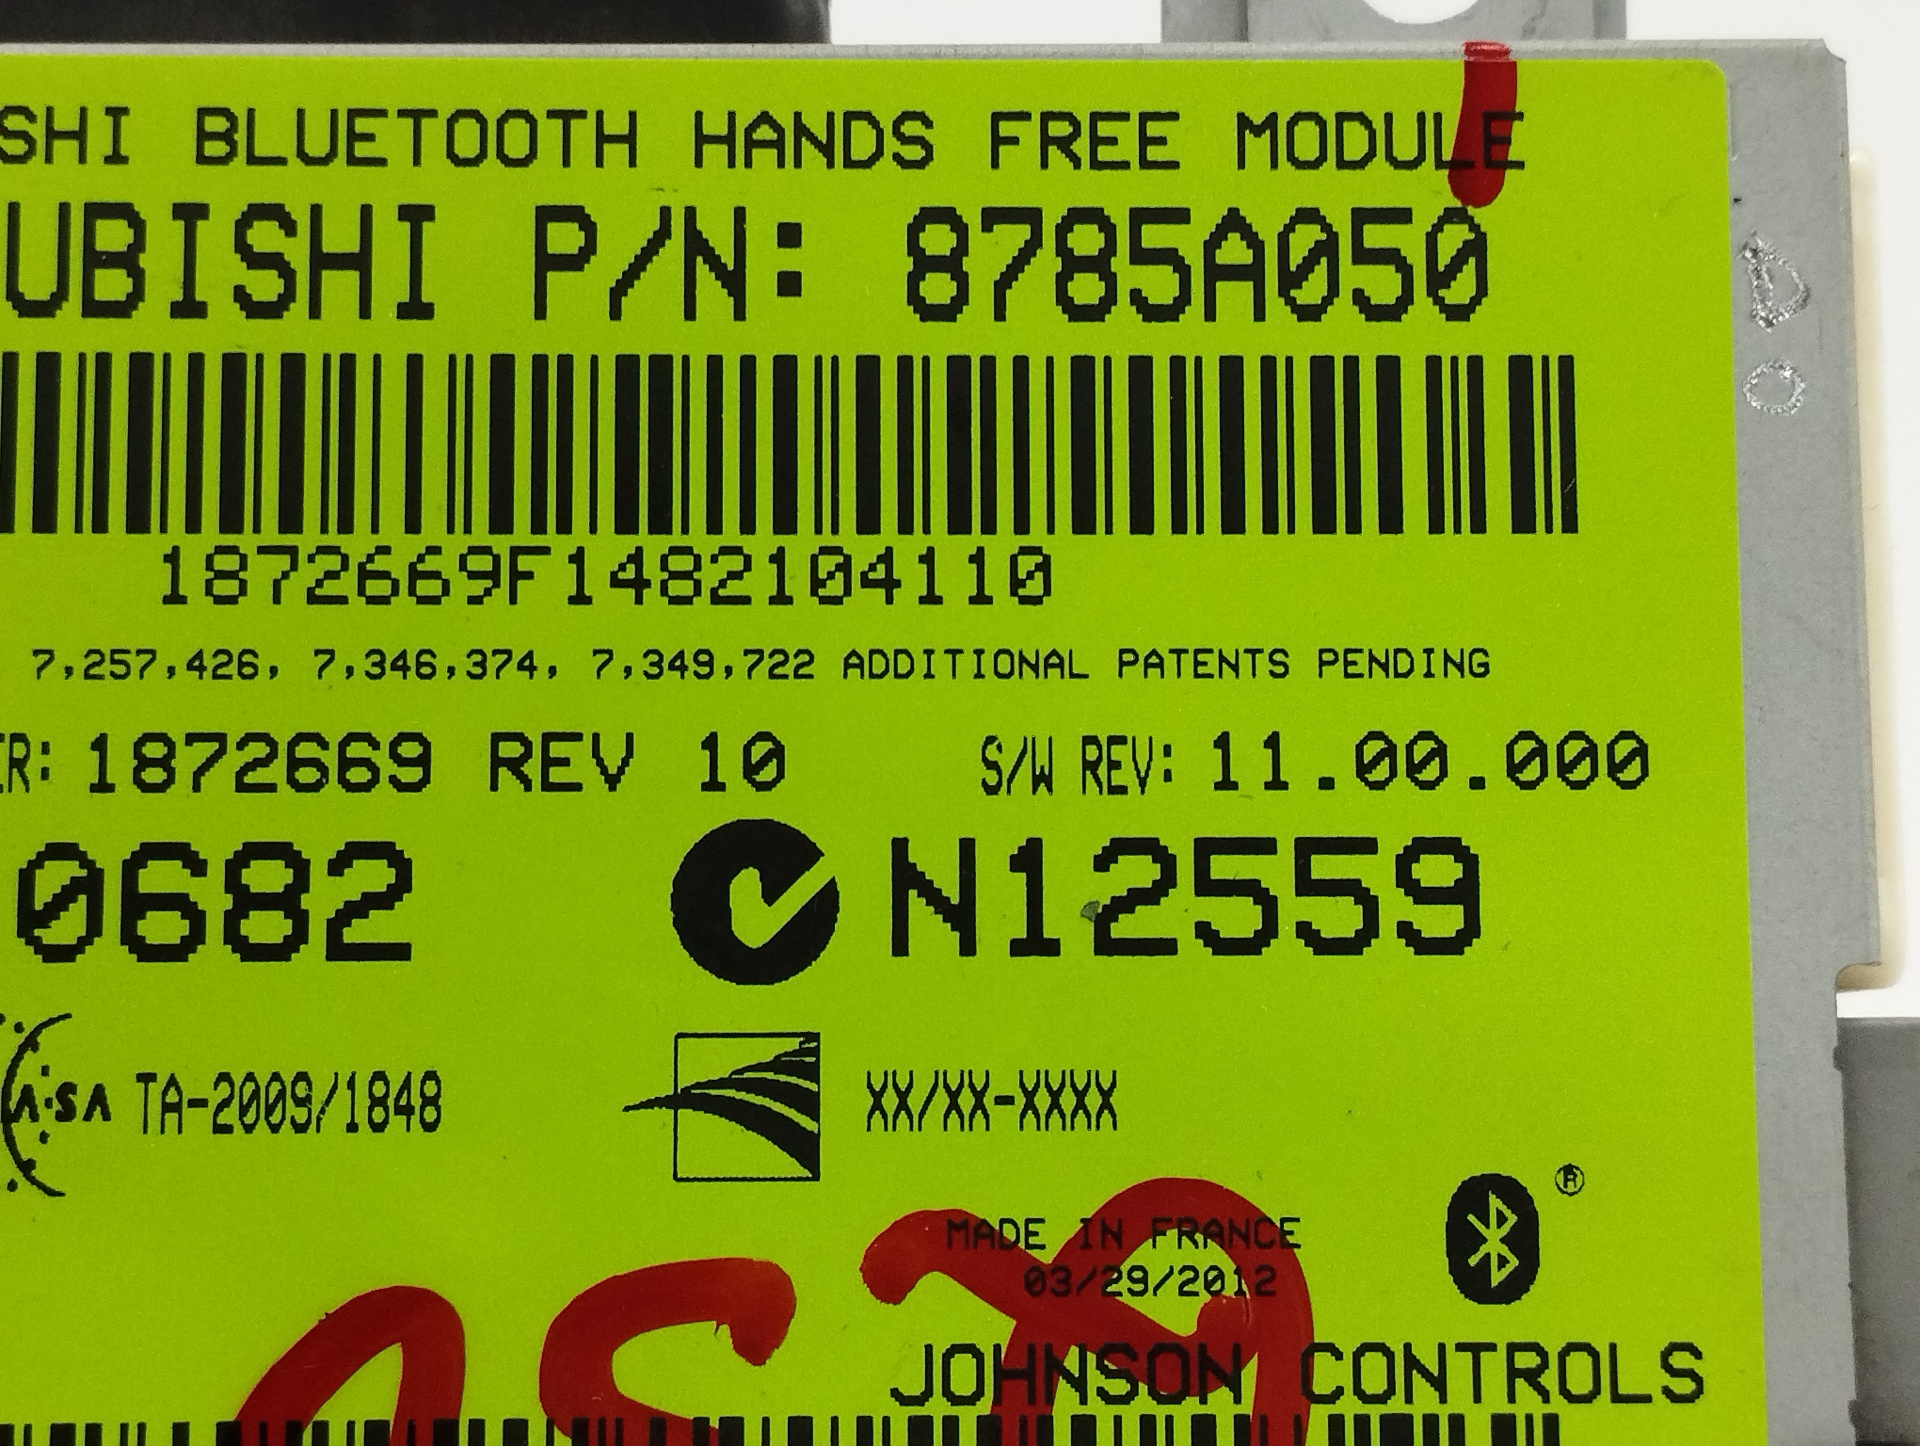 SHI BLUETOOTH HANDS FREE MODULE
UBISHI P/N: 8785A050
1872669F1482104110
7,257,426, 7,346,374, 7,349,722 ADDITIONAL PATENTS PENDING
ER: 1872669 REV 10 S/W REV: 11.00.000
0682 N12559
TA-2009/1848 XX/XX-XXXX
MADE IN FRANCE
03/29/2012
JOHNSON CONTROLS